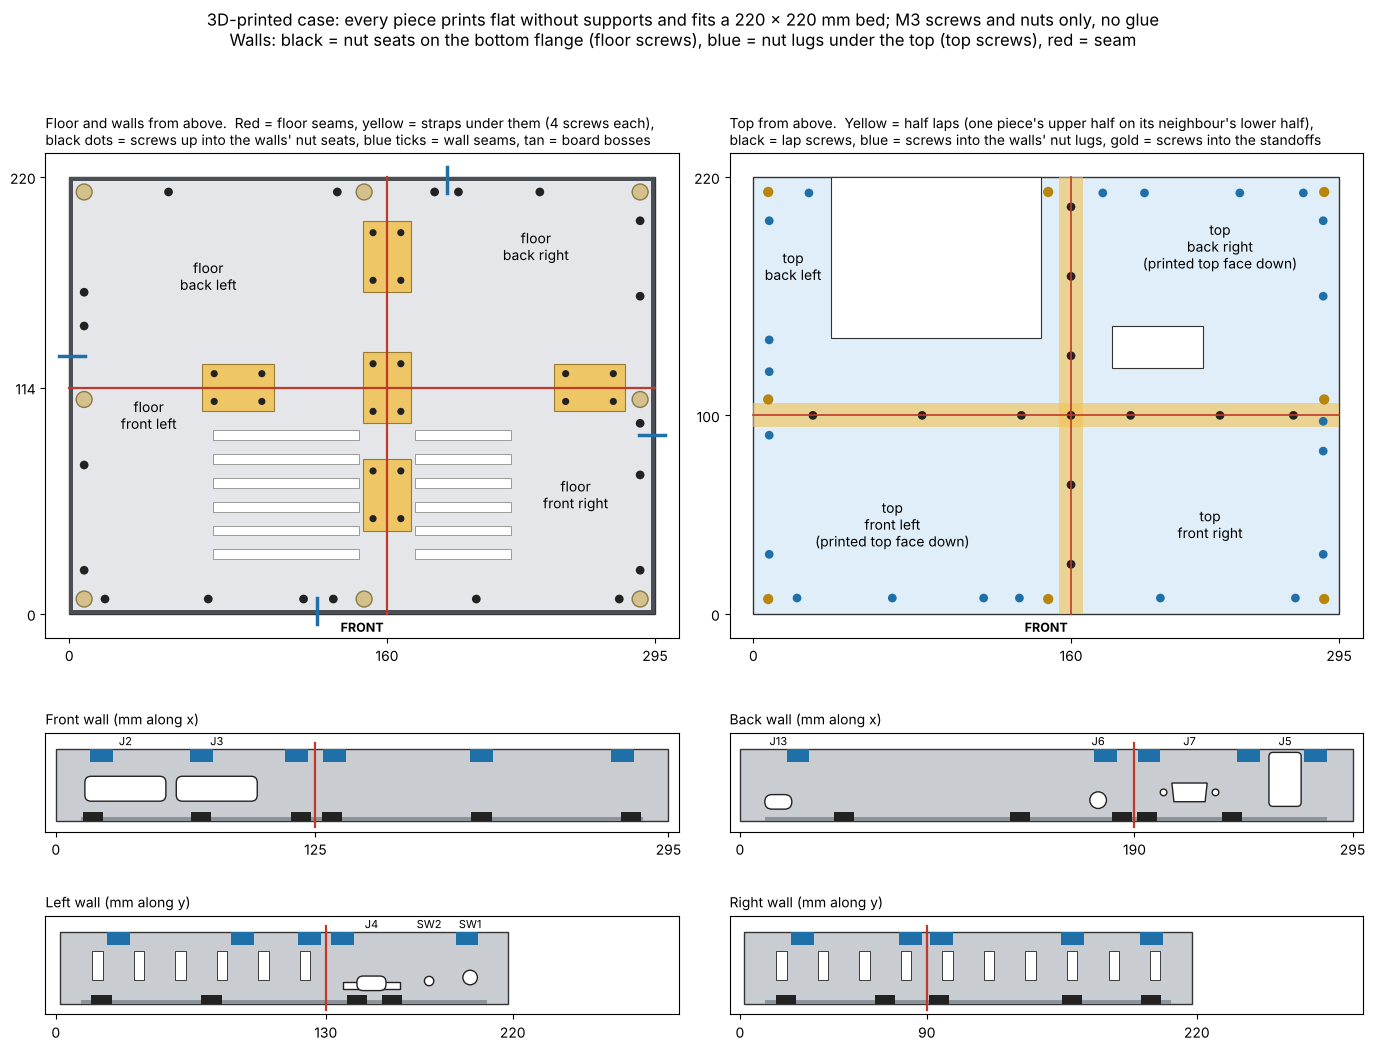 3D-printed case: every piece prints flat without supports and fits a 220 × 220 mm bed; M3 screws and nuts only, no glue
Walls: black = nut seats on the bottom flange (floor screws), blue = nut lugs under the top (top screws), red = seam
Floor and walls from above.  Red = floor seams, yellow = straps under them (4 screws each),
black dots = screws up into the walls' nut seats, blue ticks = wall seams, tan = board bosses
220
114
0
floor
back left
floor
back right
floor
front left
floor
front right
FRONT
0
160
295
Top from above.  Yellow = half laps (one piece's upper half on its neighbour's lower half),
black = lap screws, blue = screws into the walls' nut lugs, gold = screws into the standoffs
220
100
0
top
back left
top
back right
(printed top face down)
top
front left
(printed top face down)
top
front right
FRONT
0
160
295
Front wall (mm along x)
J2
J3
0
125
295
Back wall (mm along x)
J13
J6
J7
J5
0
190
295
Left wall (mm along y)
J4
SW2
SW1
0
130
220
Right wall (mm along y)
0
90
220